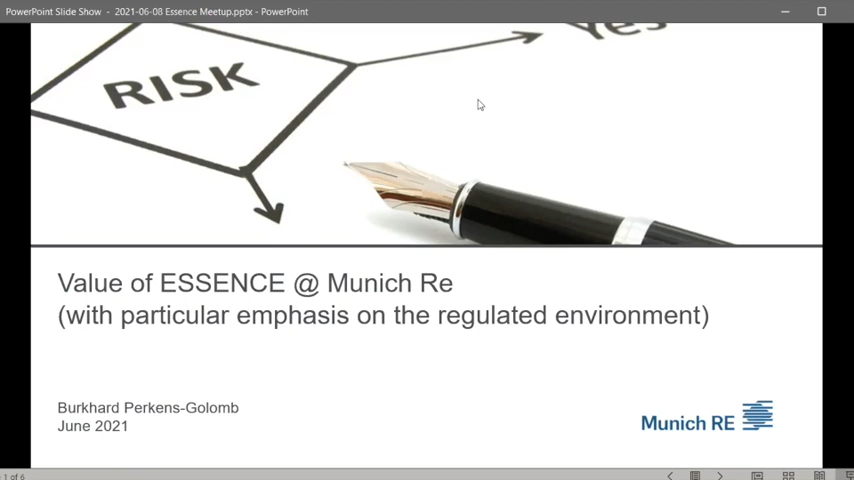 PowerPoint Slide Show - 2021-06-08 Essence Meetup.pptx - PowerPoint
Yes
RISK
Value of ESSENCE @ Munich Re
(with particular emphasis on the regulated environment)
Burkhard Perkens-Golomb
June 2021
Munich RE
1 of 6